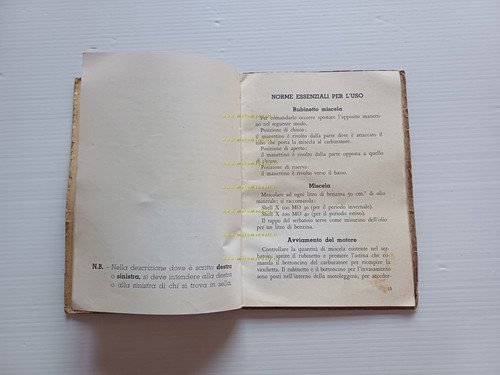 N.B. - Nella descrizione dove è scritto destra
o sinistra, si deve intendere alla destra
o alla sinistra di chi si trova in sella.
NORME ESSENZIALI PER L'USO
Rubinetto miscela
Per comandarlo occorre spostare l'apposito manetti-
no nel seguente modo.
Posizione di chiuso:
il manettino è rivolto dalla parte dove è attaccato il
tubo che porta la miscela al carburatore.
Posizione di aperto:
il manettino è rivolto dalla parte opposta a quello
di chiuso.
Posizione di riserva:
il manettino è rivolto verso il basso.
Miscela
Mescolare ad ogni litro di benzina 50 cm.³ di olio
minerale; si raccomanda:
Shell X 100 MO 30 (per il periodo invernale).
Shell X 100 MO 40 (per il periodo estivo).
Il tappo del serbatoio serve come misurino dell'olio
per un litro di benzina.
Avviamento del motore
Controllare la quantità di miscela esistente nel ser-
batoio, aprire il rubinetto e premere l'astina che co-
manda il bottoncino del carburatore per riempire la
vaschetta. Il rubinetto e il bottoncino per l'invasamento
sono posti nell'interno della motoleggera, per acceder-